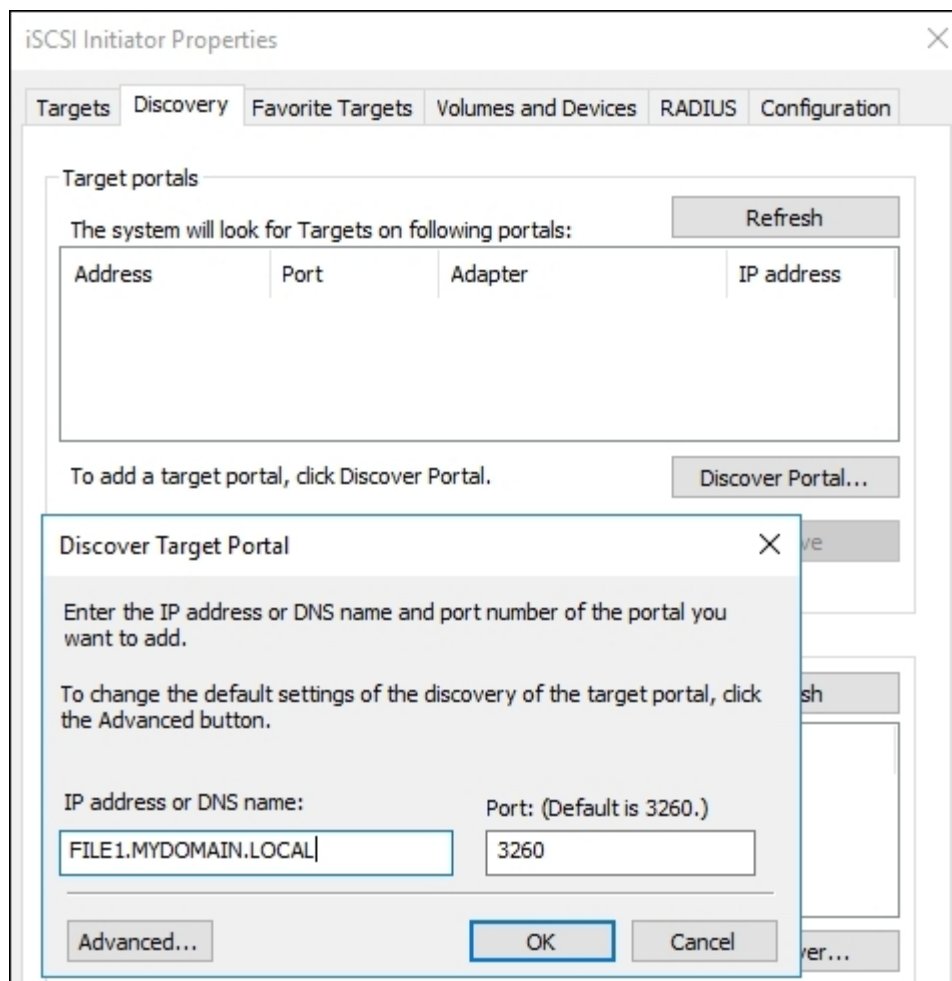 iSCSI Initiator Properties
Targets Discovery Favorite Targets Volumes and Devices RADIUS Configuration
Target portals
The system will look for Targets on following portals:
Refresh
Address Port Adapter IP address
To add a target portal, click Discover Portal.
Discover Portal...
Discover Target Portal
ve
Enter the IP address or DNS name and port number of the portal you
want to add.
To change the default settings of the discovery of the target portal, click
the Advanced button.
sh
IP address or DNS name:
Port: (Default is 3260.)
FILE1.MYDOMAIN.LOCAL
3260
Advanced...
OK
Cancel
ver...